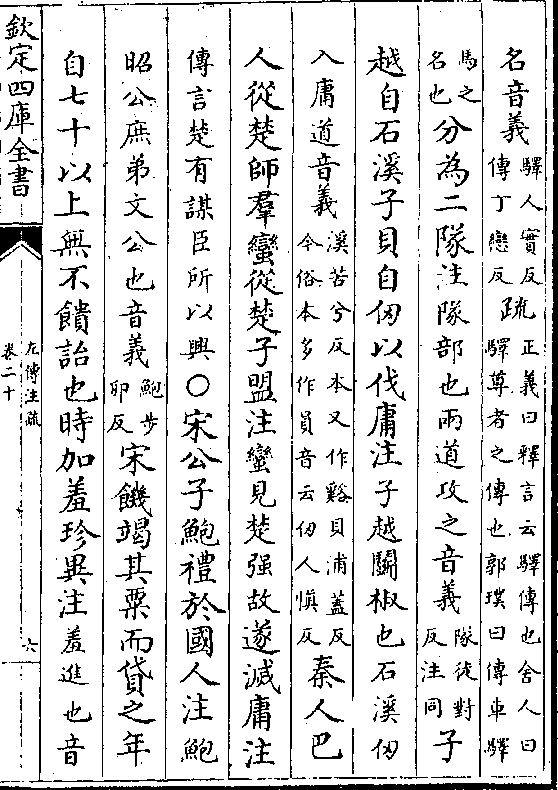 名音義驛人實反傳丁戀反疏正義曰釋言云驛傳也舍人曰驛尊者之傳也郭璞曰傳車驛
馬之名也分為二隊注隊部也兩道攻之音義隊徒對反注同子
越自石溪子貝自仞以伐庸注子越鬭椒也石溪仞
入庸道音義溪苦兮反本又作谿貝浦蓋反今俗本多作員音云仞人慎反秦人巴
人從楚師羣蠻從楚子盟注蠻見楚强故遂滅庸注
傳言楚有謀臣所以興○宋公子鮑禮於國人注鮑
昭公庶弟文公也音義鮑步卯反宋饑竭其粟而貸之年
自七十以上無不饋詒也時加羞珍異注羞進也音
欽定四庫全書
左傳注疏
卷二十
六